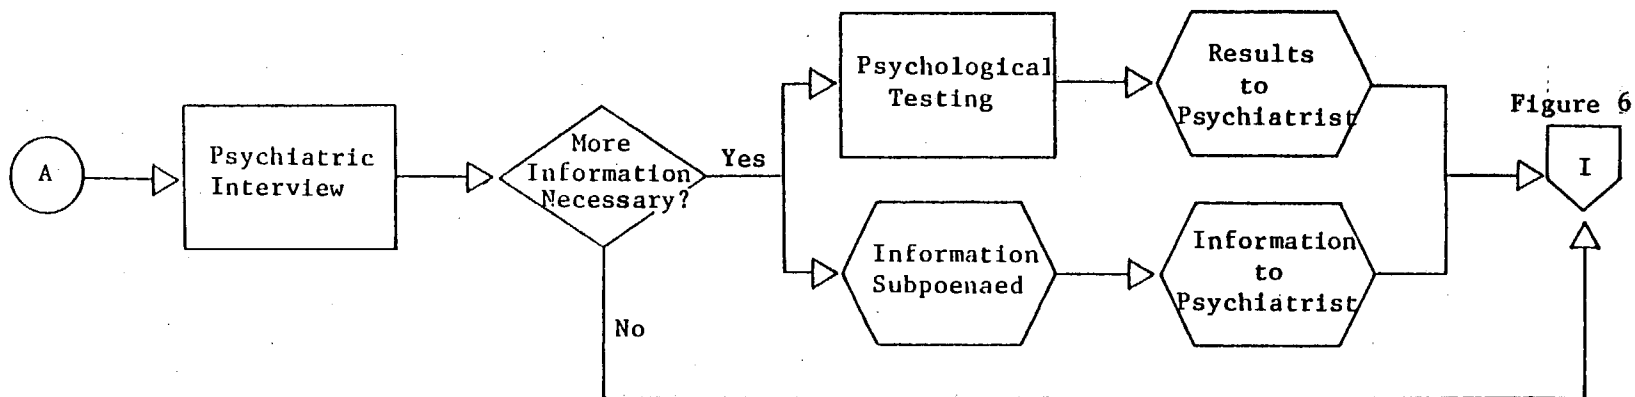 A
Psychiatric
Interview
More
Information
Necessary?
Yes
No
Psychological
Testing
Results
to
Psychiatrist
Information
Subpoenaed
Information
to
Psychiatrist
Figure 6
I